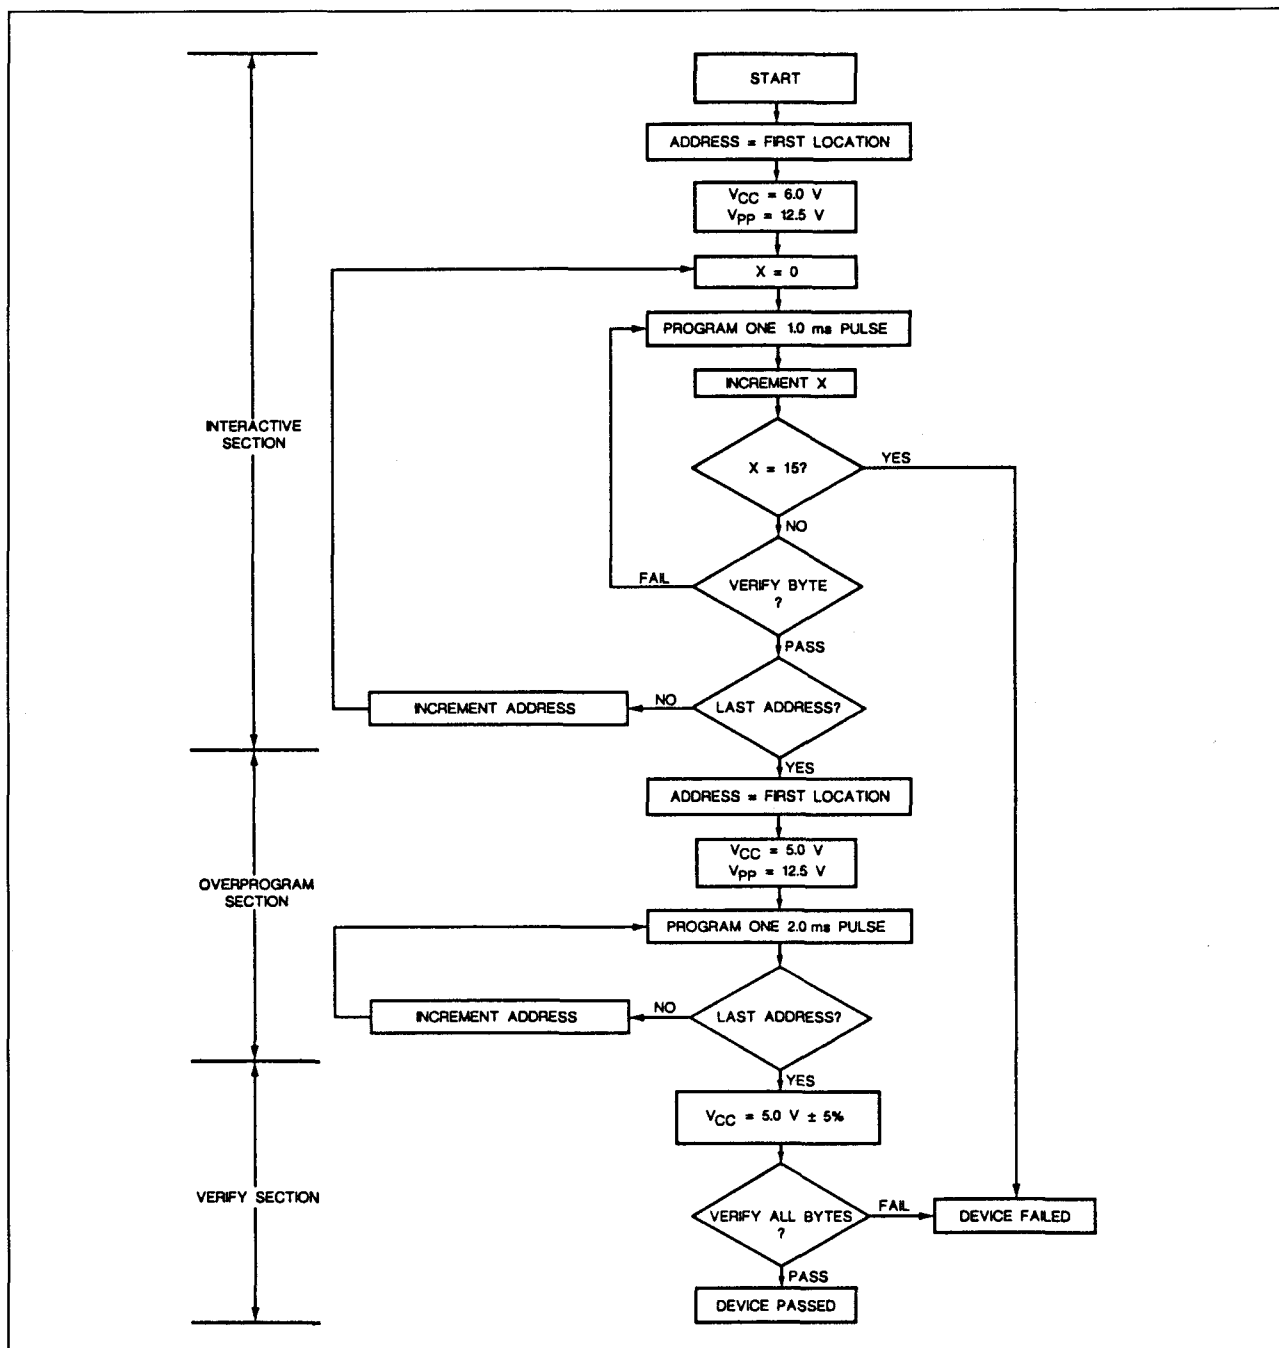 START
ADDRESS = FIRST LOCATION
VCC = 6.0 V
VPP = 12.5 V
X = 0
PROGRAM ONE 1.0 ms PULSE
INCREMENT X
INTERACTIVE
SECTION
X = 15?
YES
NO
VERIFY BYTE
?
FAIL
PASS
LAST ADDRESS?
NO
INCREMENT ADDRESS
YES
ADDRESS = FIRST LOCATION
VCC = 5.0 V
VPP = 12.5 V
OVERPROGRAM
SECTION
PROGRAM ONE 2.0 ms PULSE
LAST ADDRESS?
NO
INCREMENT ADDRESS
YES
VCC = 5.0 V ± 5%
VERIFY SECTION
VERIFY ALL BYTES
?
FAIL
DEVICE FAILED
PASS
DEVICE PASSED